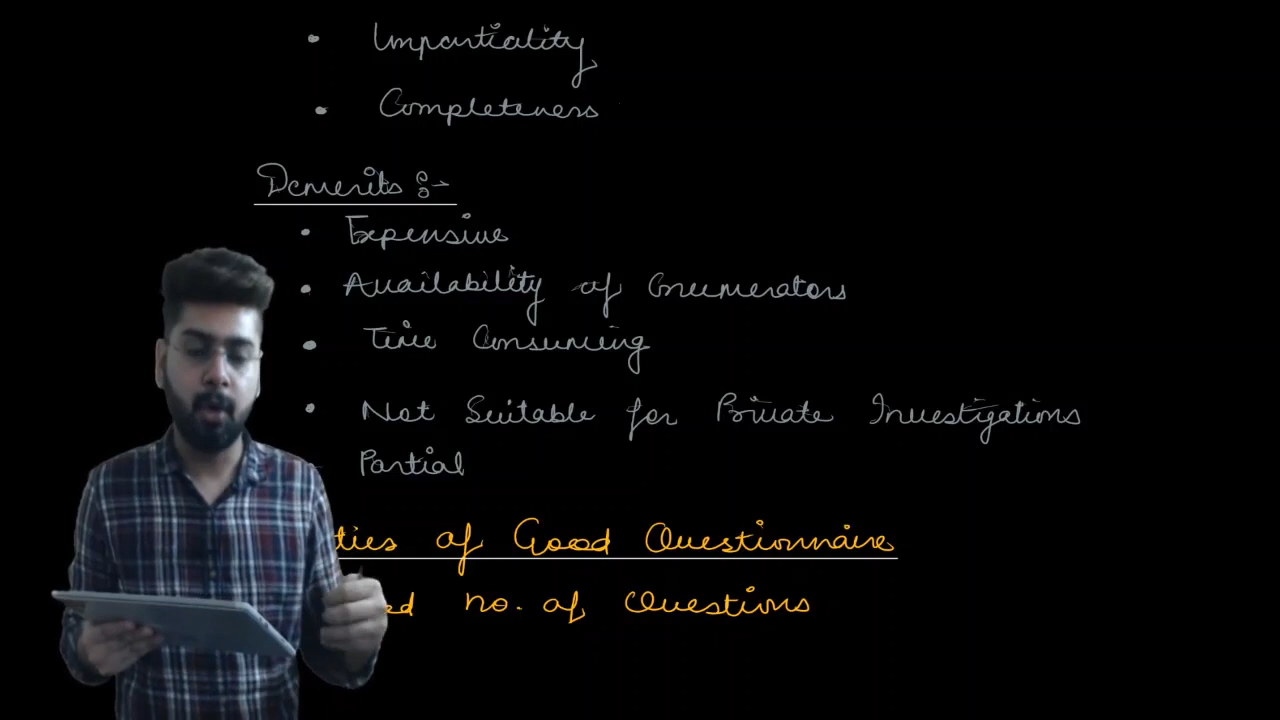 • Impartiality
• Completeness
Demerits :-
• Expensive
• Availability of Enumerators
• Time Consuming
• Not Suitable for Private Investigations
Partial
ties of Good Questionnaire
ed no. of Questions